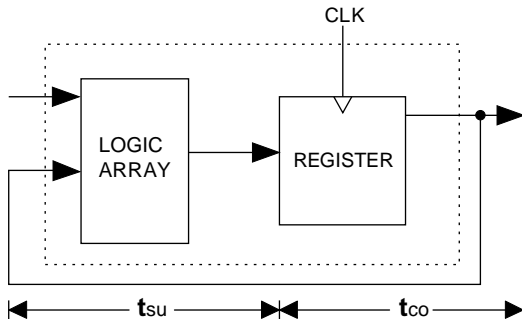 CLK
LOGIC
ARRAY
REGISTER
tsu
tco